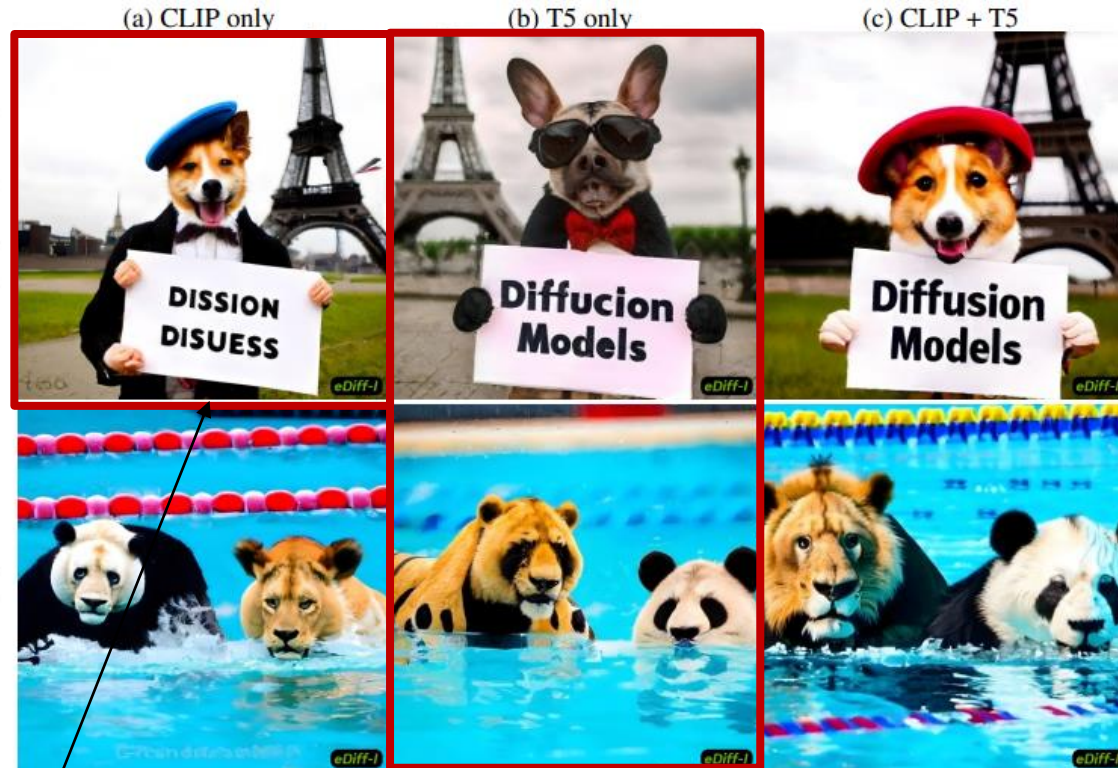 (a) CLIP only
(b) T5 only
(c) CLIP + T5
DISSION
DISUESS
eDiff-I
Diffucion
Models
eDiff-I
Diffusion
Models
eDiff-I
eDiff-I
eDiff-I
eDiff-I